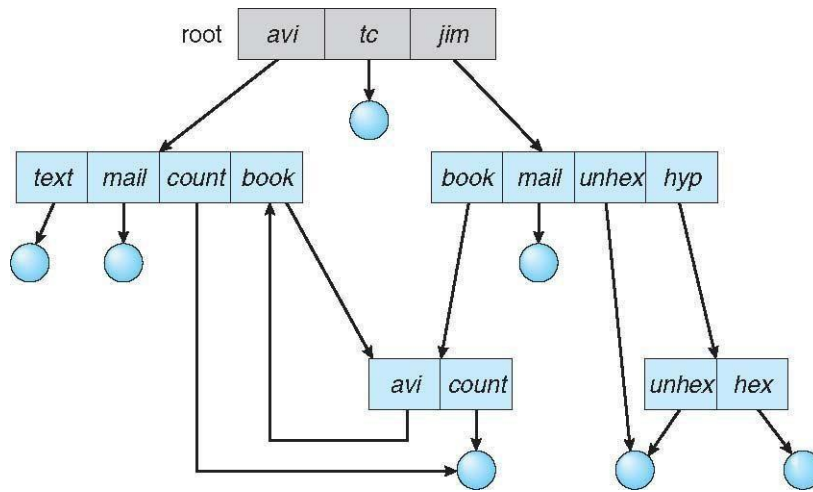 root avi tc jim
text mail count book
book mail unhex hyp
avi count
unhex hex